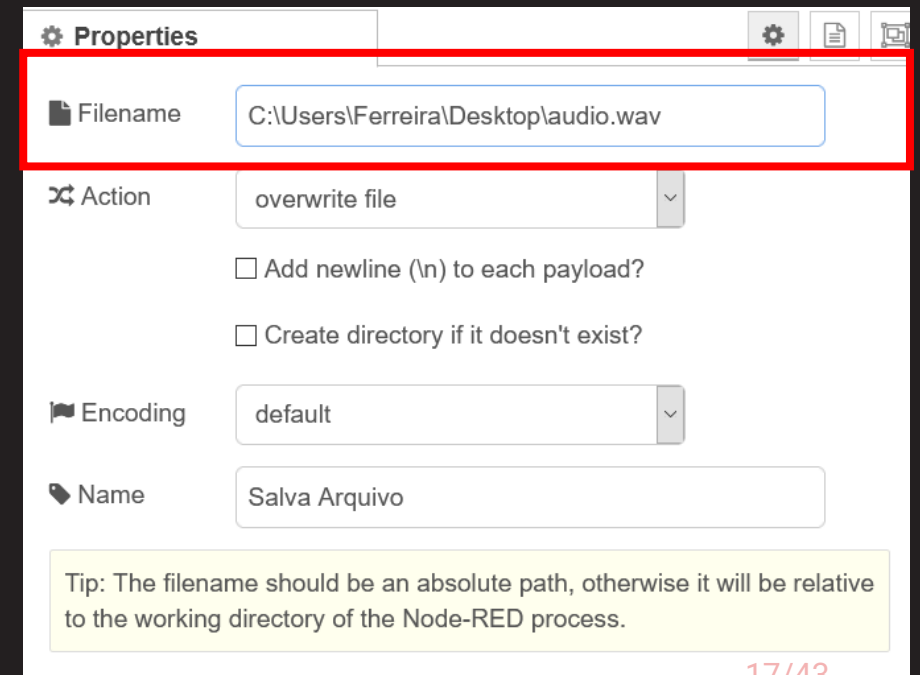 Properties
Filename
C:\Users\Ferreira\Desktop\audio.wav
Action
overwrite file
Add newline (\n) to each payload?
Create directory if it doesn't exist?
Encoding
default
Name
Salva Arquivo
Tip: The filename should be an absolute path, otherwise it will be relative
to the working directory of the Node-RED process.
17/43